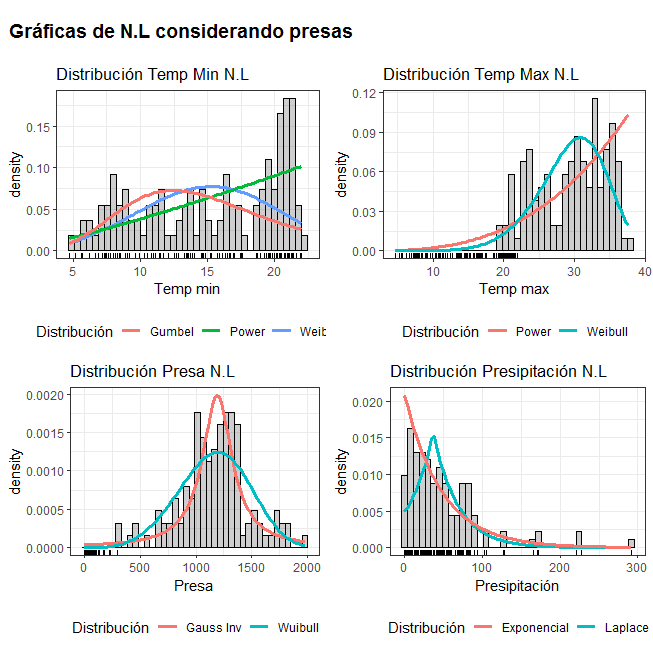 Gráficas de N.L considerando presas
Distribución Temp Min N.L
density
0.15
0.10
0.05
0.00
5 10 15 20
Temp min
Distribución Gumbel Power Weib
Distribución Temp Max N.L
density
0.12
0.09
0.06
0.03
0.00
10 20 30 40
Temp max
Distribución Power Weibull
Distribución Presa N.L
density
0.0020
0.0015
0.0010
0.0005
0.0000
0 500 1000 1500 2000
Presa
Distribución Gauss Inv Wuibull
Distribución Presipitación N.L
density
0.020
0.015
0.010
0.005
0.000
0 100 200 300
Presipitación
Distribución Exponencial Laplace